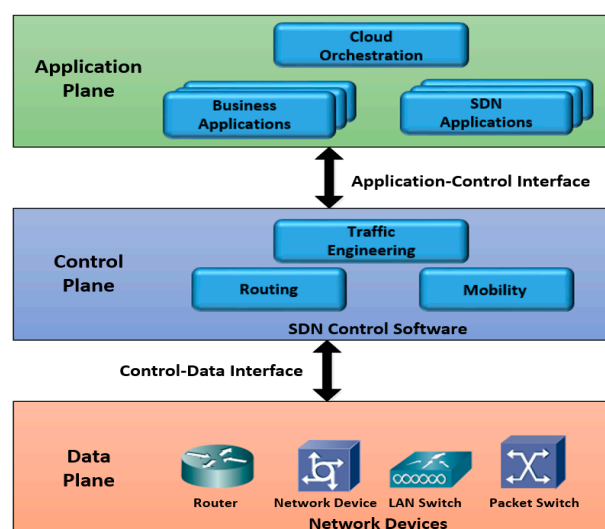 Application
Plane
Cloud
Orchestration
Business
Applications
SDN
Applications
Application-Control Interface
Control
Plane
Traffic
Engineering
Routing
Mobility
SDN Control Software
Control-Data Interface
Data
Plane
Router
Network Device
LAN Switch
Packet Switch
Network Devices